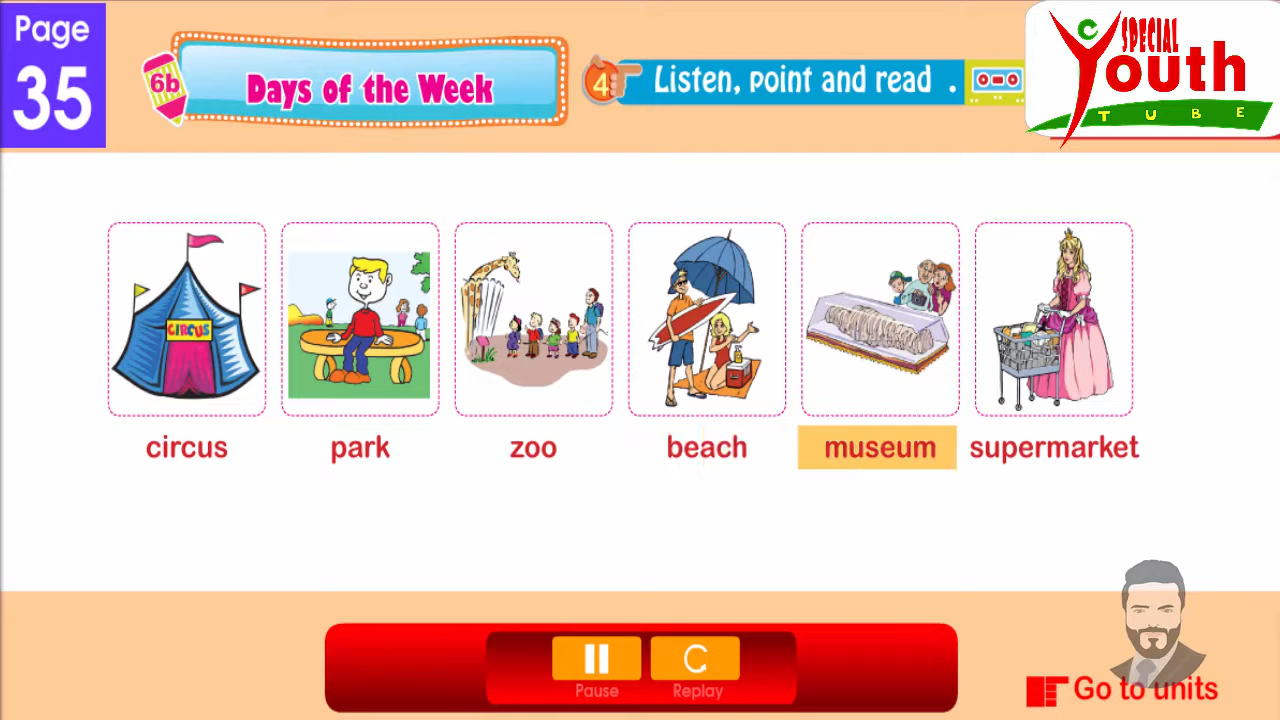 Page
35
6b
Days of the Week
4
Listen, point and read .
C
SPECIAL
Youth
TUBE
CIRCUS
circus
park
zoo
beach
museum
supermarket
Pause
Replay
Go to units